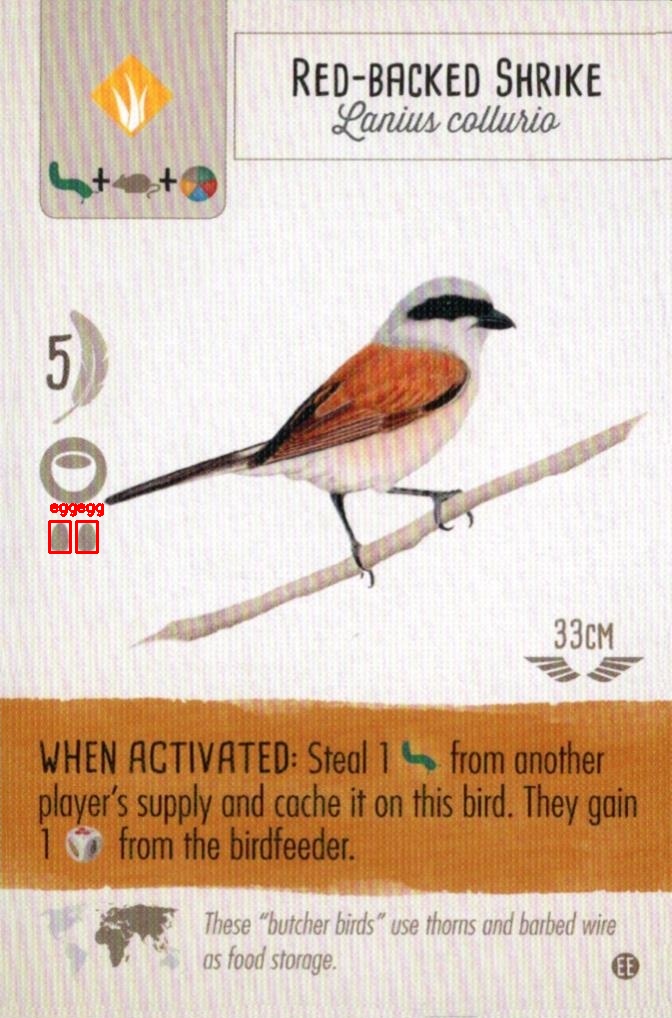 RED-BACKED SHRIKE
Lanius collurio
+ +
5
eggegg
33CM
WHEN ACTIVATED: Steal 1 from another
player's supply and cache it on this bird. They gain
1 from the birdfeeder.
These "butcher birds" use thorns and barbed wire
as food storage.
EE